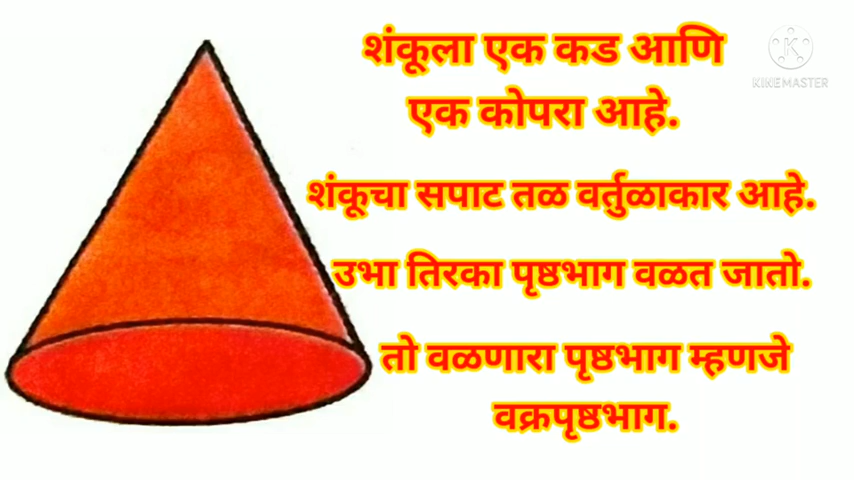 शंकूला एक कड आणि
एक कोपरा आहे.
शंकूचा सपाट तळ वर्तुळाकार आहे.
उभा तिरका पृष्ठभाग वळत जातो.
तो वळणारा पृष्ठभाग म्हणजे
वक्रपृष्ठभाग.
K
KINEMASTER